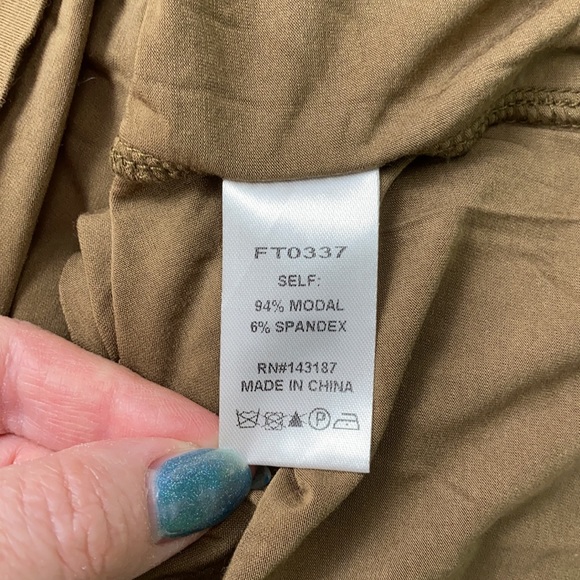 FT0337
SELF:
94% MODAL
6% SPANDEX
RN#143187
MADE IN CHINA
P